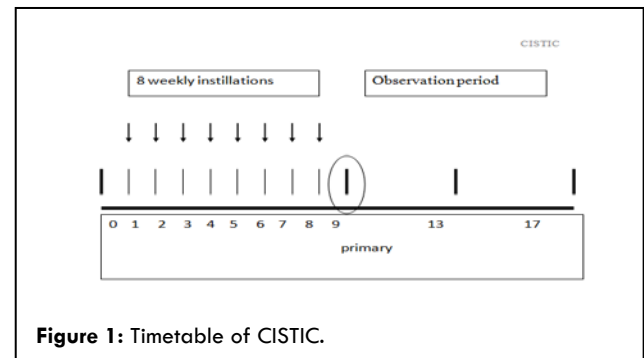 CISTIC
8 weekly instillations Observation period
0 1 2 3 4 5 6 7 8 9 13 17
primary
Figure 1: Timetable of CISTIC.